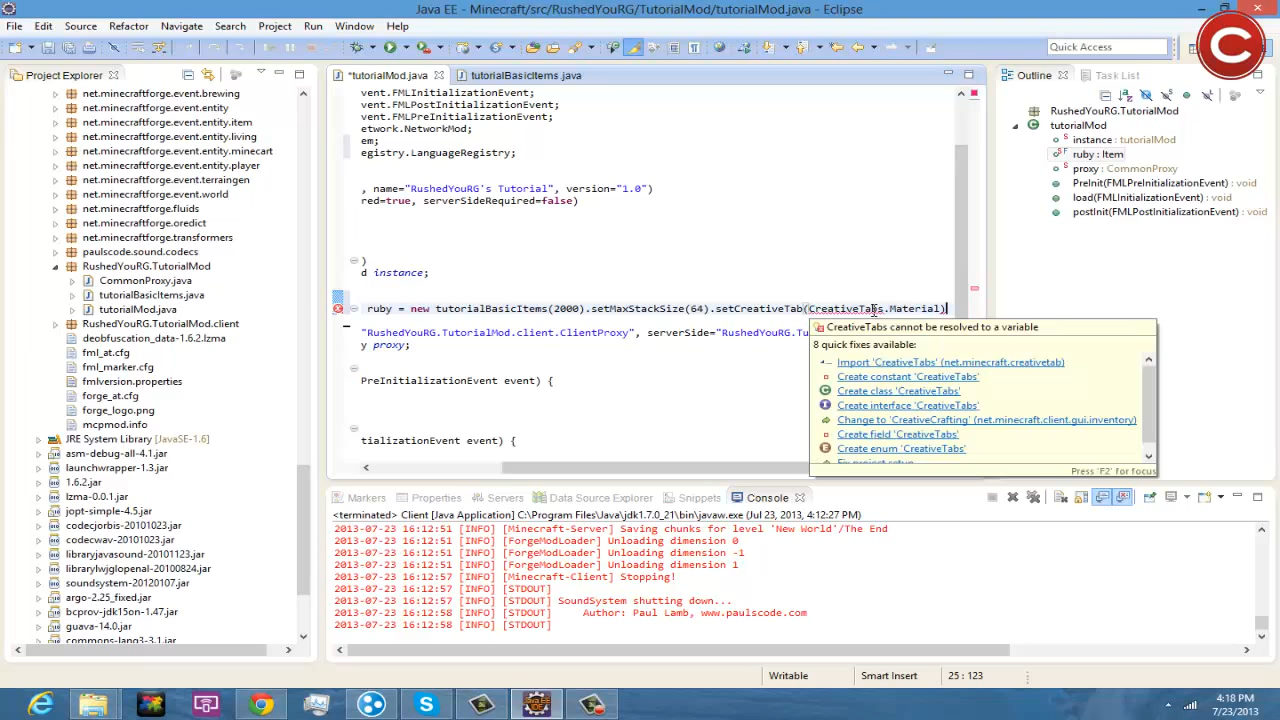 Java EE - Minecraft/src/RushedYouRG/TutorialMod/tutorialMod.java - Eclipse
File Edit Source Refactor Navigate Search Project Run Window Help
Quick Access
Project Explorer
net.minecraftforge.event.brewing
net.minecraftforge.event.entity
net.minecraftforge.event.entity.item
net.minecraftforge.event.entity.living
net.minecraftforge.event.entity.minecart
net.minecraftforge.event.entity.player
net.minecraftforge.event.terraingen
net.minecraftforge.event.world
net.minecraftforge.fluids
net.minecraftforge.oredict
net.minecraftforge.transformers
paulscode.sound.codecs
RushedYouRG.TutorialMod
CommonProxy.java
tutorialBasicItems.java
tutorialMod.java
RushedYouRG.TutorialMod.client
deobfuscation_data-1.6.2.lzma
fml_at.cfg
fml_marker.cfg
fmlversion.properties
forge_at.cfg
forge_logo.png
mcpmod.info
JRE System Library [JavaSE-1.6]
asm-debug-all-4.1.jar
launchwrapper-1.3.jar
1.6.2.jar
lzma-0.0.1.jar
jopt-simple-4.5.jar
codecjorbis-20101023.jar
codecwav-20101023.jar
libraryjavasound-20101123.jar
librarylwjglopenal-20100824.jar
soundsystem-20120107.jar
argo-2.25_fixed.jar
bcprov-jdk15on-1.47.jar
guava-14.0.jar
commons-lang3-3.1.jar
*tutorialMod.java tutorialBasicItems.java
vent.FMLInitializationEvent;
vent.FMLPostInitializationEvent;
vent.FMLPreInitializationEvent;
etwork.NetworkMod;
em;
egistry.LanguageRegistry;
, name="RushedYouRG's Tutorial", version="1.0")
red=true, serverSideRequired=false)
)
d instance;
ruby = new tutorialBasicItems(2000).setMaxStackSize(64).setCreativeTab(CreativeTabs.Material)
"RushedYouRG.TutorialMod.client.ClientProxy", serverSide="RushedYouRG.Tu
y proxy;
PreInitializationEvent event) {
tializationEvent event) {
CreativeTabs cannot be resolved to a variable
8 quick fixes available:
Import 'CreativeTabs' (net.minecraft.creativetab)
Create constant 'CreativeTabs'
Create class 'CreativeTabs'
Create interface 'CreativeTabs'
Change to 'CreativeCrafting' (net.minecraft.client.gui.inventory)
Create field 'CreativeTabs'
Create enum 'CreativeTabs'
Fix project setup
Press 'F2' for focus
Outline Task List
RushedYouRG.TutorialMod
tutorialMod
instance : tutorialMod
ruby : Item
proxy : CommonProxy
PreInit(FMLPreInitializationEvent) : void
load(FMLInitializationEvent) : void
postInit(FMLPostInitializationEvent) : void
Markers Properties Servers Data Source Explorer Snippets Console
<terminated> Client [Java Application] C:\Program Files\Java\jdk1.7.0_21\bin\javaw.exe (Jul 23, 2013, 4:12:27 PM)
2013-07-23 16:12:51 [INFO] [Minecraft-Server] Saving chunks for level 'New World'/The End
2013-07-23 16:12:51 [INFO] [ForgeModLoader] Unloading dimension 0
2013-07-23 16:12:51 [INFO] [ForgeModLoader] Unloading dimension -1
2013-07-23 16:12:51 [INFO] [ForgeModLoader] Unloading dimension 1
2013-07-23 16:12:57 [INFO] [Minecraft-Client] Stopping!
2013-07-23 16:12:57 [INFO] [STDOUT]
2013-07-23 16:12:57 [INFO] [STDOUT] SoundSystem shutting down...
2013-07-23 16:12:58 [INFO] [STDOUT] Author: Paul Lamb, www.paulscode.com
2013-07-23 16:12:58 [INFO] [STDOUT]
Writable Smart Insert 25 : 123
4:18 PM
7/23/2013